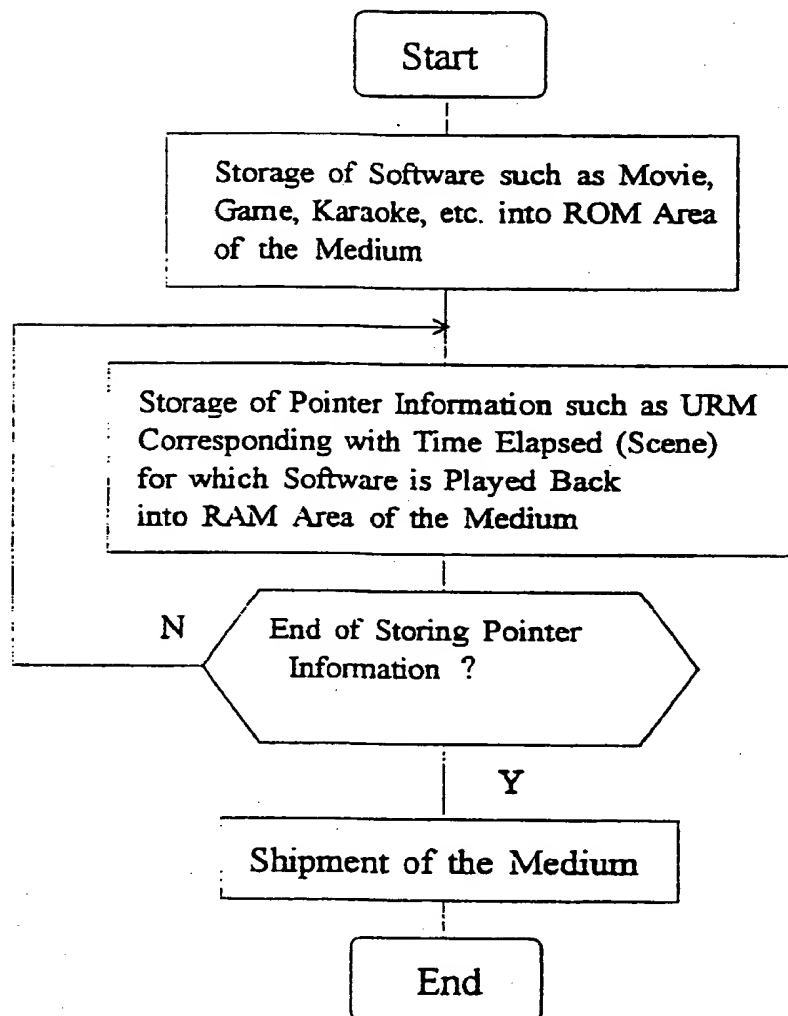 Start
Storage of Software such as Movie,
Game, Karaoke, etc. into ROM Area
of the Medium
Storage of Pointer Information such as URM
Corresponding with Time Elapsed (Scene)
for which Software is Played Back
into RAM Area of the Medium
N
End of Storing Pointer
Information ?
Y
Shipment of the Medium
End